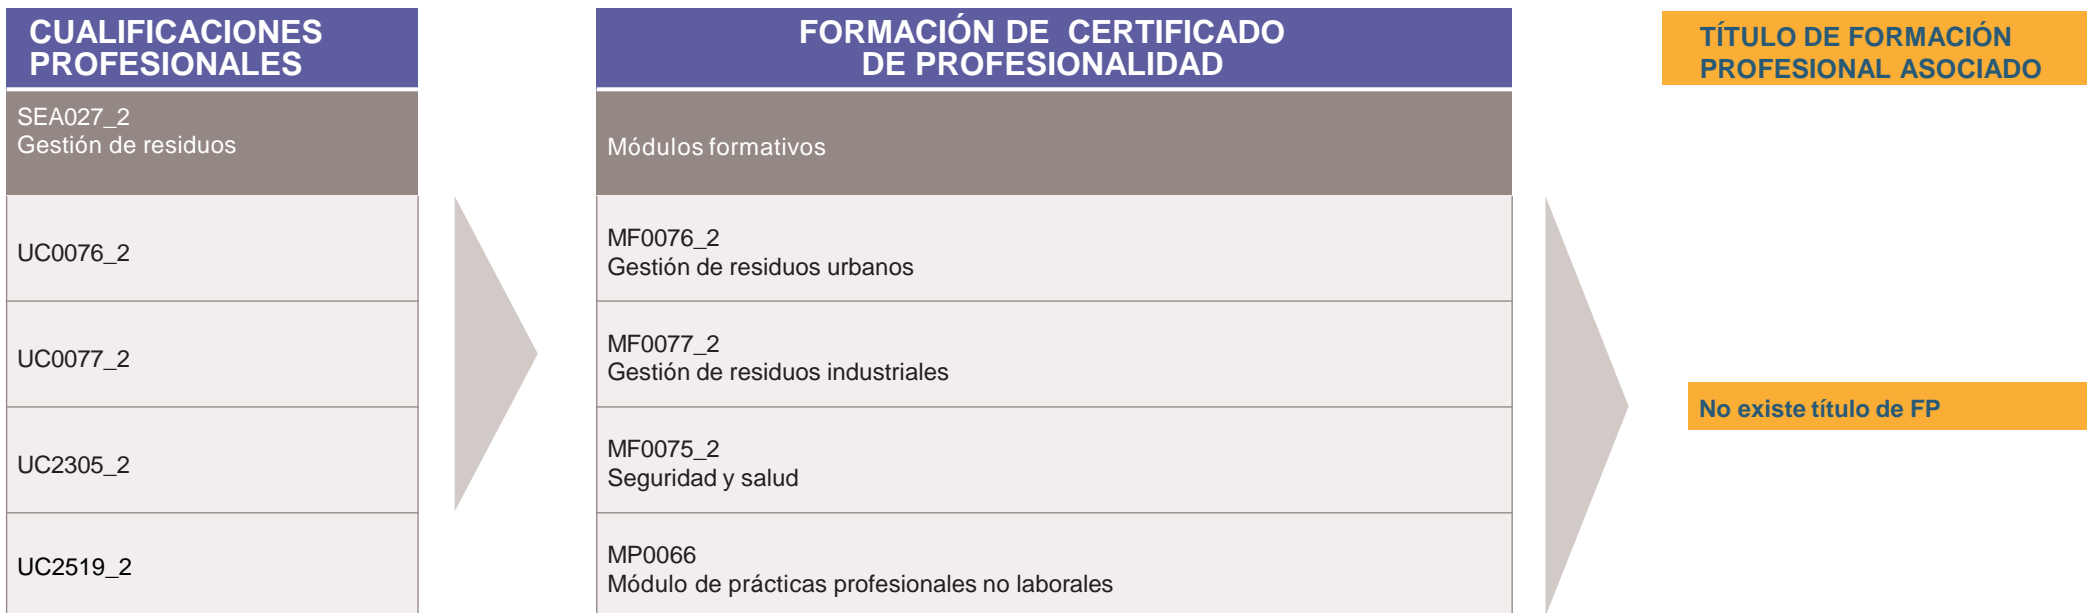 CUALIFICACIONES
PROFESIONALES
FORMACIÓN DE CERTIFICADO
DE PROFESIONALIDAD
TÍTULO DE FORMACIÓN
PROFESIONAL ASOCIADO
SEA027_2
Gestión de residuos
Módulos formativos
UC0076_2
MF0076_2
Gestión de residuos urbanos
UC0077_2
MF0077_2
Gestión de residuos industriales
No existe título de FP
UC2305_2
MF0075_2
Seguridad y salud
UC2519_2
MP0066
Módulo de prácticas profesionales no laborales